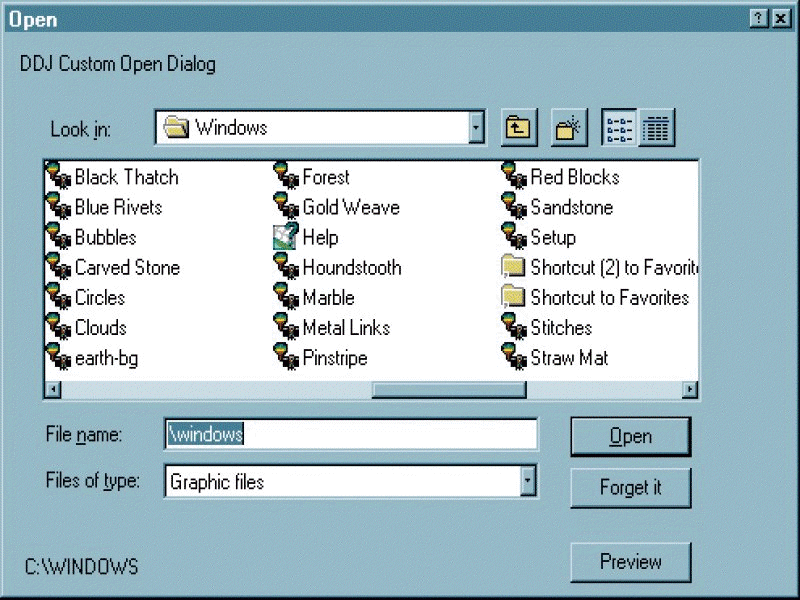 Open
DDJ Custom Open Dialog
Look in: Windows
Black Thatch Forest Red Blocks
Blue Rivets Gold Weave Sandstone
Bubbles Help Setup
Carved Stone Houndstooth Shortcut (2) to Favorit
Circles Marble Shortcut to Favorites
Clouds Metal Links Stitches
earth-bg Pinstripe Straw Mat
File name: \windows Open
Files of type: Graphic files Forget it
C:\WINDOWS Preview